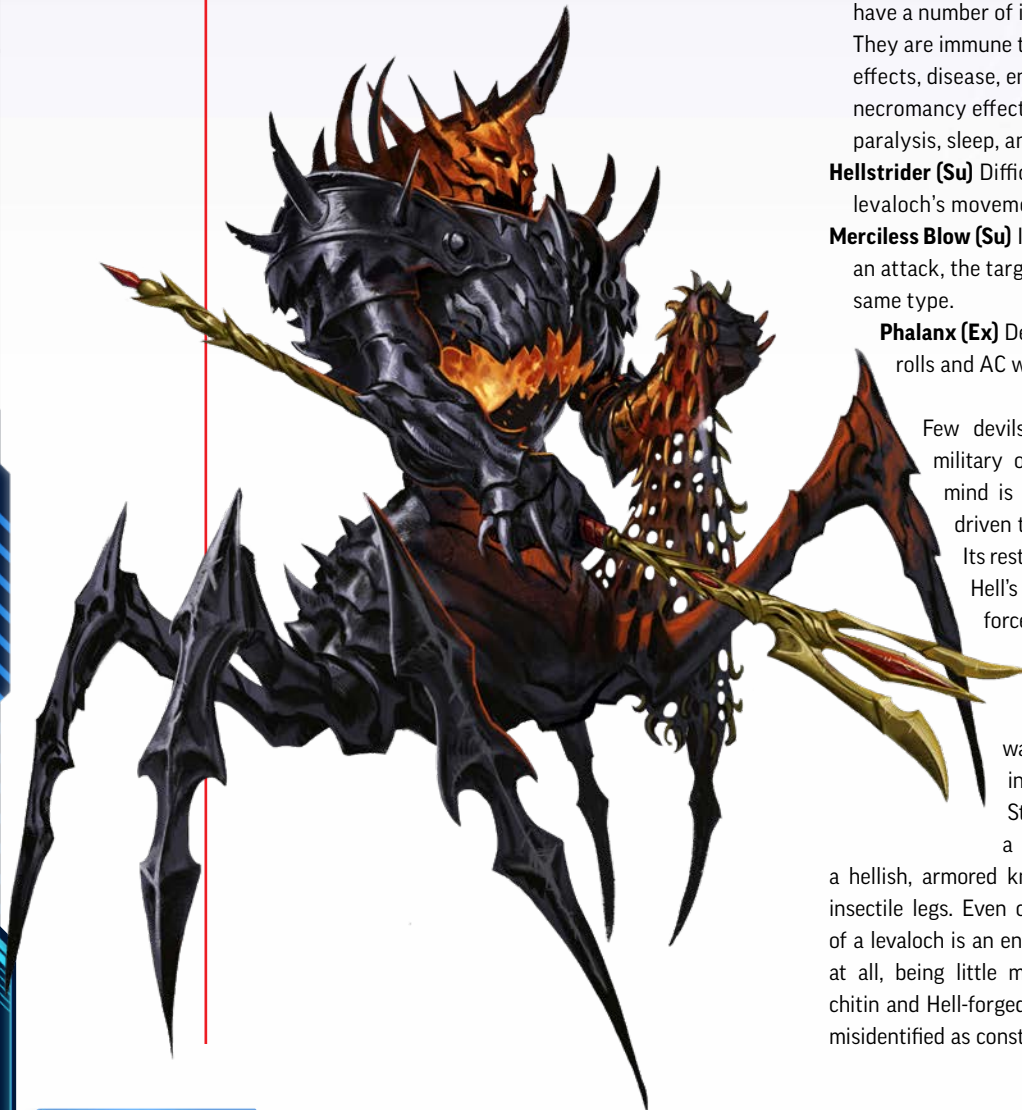 have a number of i
They are immune t
effects, disease, e
necromancy effect
paralysis, sleep, a
Hellstrider (Su) Diffic
levaloch's moveme
Merciless Blow (Su) I
an attack, the targ
same type.
Phalanx (Ex) De
rolls and AC w
Few devils
military o
mind is
driven t
Its rest
Hell's
force
wa
in
St
a
a hellish, armored kn
insectile legs. Even o
of a levaloch is an en
at all, being little m
chitin and Hell-forged
misidentified as const